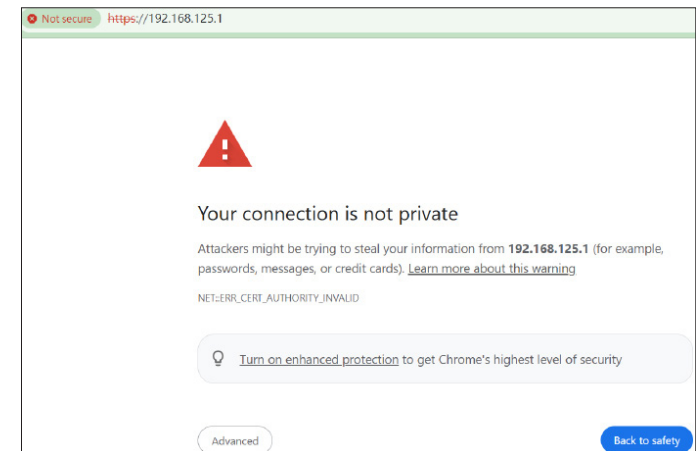 Not secure https://192.168.125.1
Your connection is not private
Attackers might be trying to steal your information from 192.168.125.1 (for example,
passwords, messages, or credit cards). Learn more about this warning
NET::ERR_CERT_AUTHORITY_INVALID
Turn on enhanced protection to get Chrome's highest level of security
Advanced
Back to safety